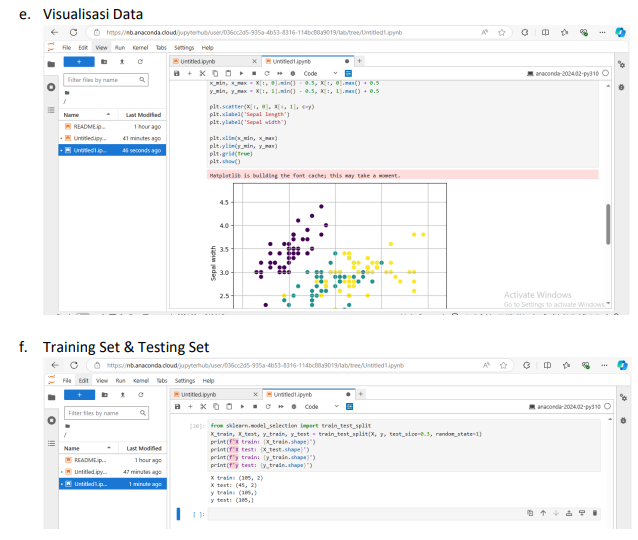 e. Visualisasi Data
https://nb.anaconda.cloud/jupyterhub/user/036cc2d5-935a-4b53-8316-114bc88a9019/lab/tree/Untitled1.ipynb
File Edit View Run Kernel Tabs Settings Help
Untitled.ipynb Untitled1.ipynb
Code anaconda-2024.02-py310
Filter files by name
/
Name Last Modified
README.ip... 1 hour ago
Untitled.ipy... 41 minutes ago
Untitled1.ip... 46 seconds ago
x_min, x_max = X[:, 0].min() - 0.5, X[:, 0].max() + 0.5
y_min, y_max = X[:, 1].min() - 0.5, X[:, 1].max() + 0.5
plt.scatter(X[:, 0], X[:, 1], c=y)
plt.xlabel('Sepal length')
plt.ylabel('Sepal width')
plt.xlim(x_min, x_max)
plt.ylim(y_min, y_max)
plt.grid(True)
plt.show()
Matplotlib is building the font cache; this may take a moment.
4.5
4.0
3.5
3.0
2.5
Sepal width
Activate Windows
Go to Settings to activate Windows.
f. Training Set & Testing Set
https://nb.anaconda.cloud/jupyterhub/user/036cc2d5-935a-4b53-8316-114bc88a9019/lab/tree/Untitled1.ipynb
File Edit View Run Kernel Tabs Settings Help
Untitled.ipynb Untitled1.ipynb
Code anaconda-2024.02-py310
Filter files by name
/
Name Last Modified
README.ip... 1 hour ago
Untitled.ipy... 47 minutes ago
Untitled1.ip... 1 minute ago
from sklearn.model_selection import train_test_split
X_train, X_test, y_train, y_test = train_test_split(X, y, test_size=0.3, random_state=1)
print(f'X train: {X_train.shape}')
print(f'X test: {X_test.shape}')
print(f'y train: {y_train.shape}')
print(f'y test: {y_train.shape}')
X train: (105, 2)
X test: (45, 2)
y train: (105,)
y test: (105,)
[ ]: